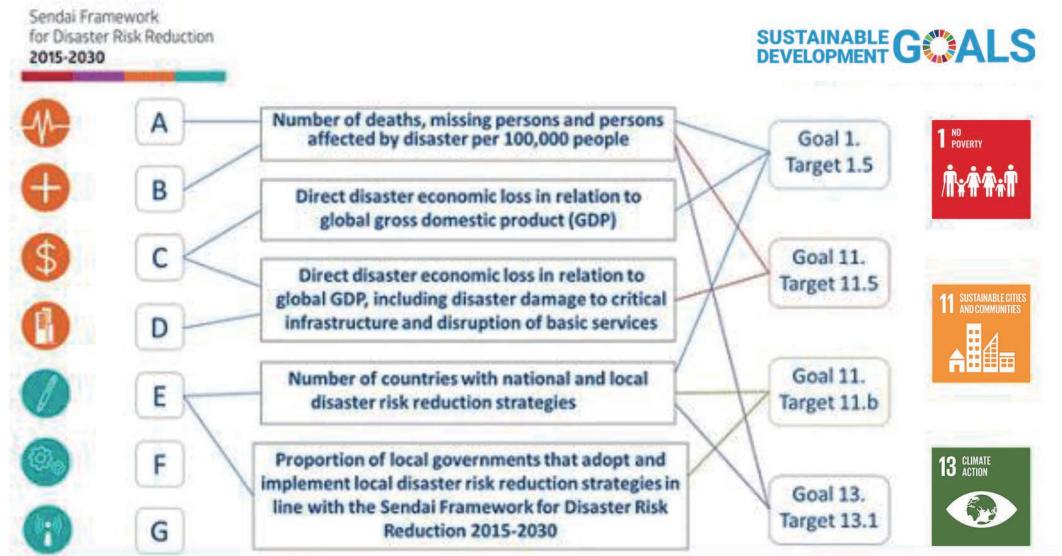 Sendai Framework
for Disaster Risk Reduction
2015-2030
SUSTAINABLE
DEVELOPMENT
GOALS
A
B
C
D
E
F
G
Number of deaths, missing persons and persons
affected by disaster per 100,000 people
Direct disaster economic loss in relation to
global gross domestic product (GDP)
Direct disaster economic loss in relation to
global GDP, including disaster damage to critical
infrastructure and disruption of basic services
Number of countries with national and local
disaster risk reduction strategies
Proportion of local governments that adopt and
implement local disaster risk reduction strategies in
line with the Sendai Framework for Disaster Risk
Reduction 2015-2030
Goal 1.
Target 1.5
Goal 11.
Target 11.5
Goal 11.
Target 11.b
Goal 13.
Target 13.1
1 NO
POVERTY
11 SUSTAINABLE CITIES
AND COMMUNITIES
13 CLIMATE
ACTION